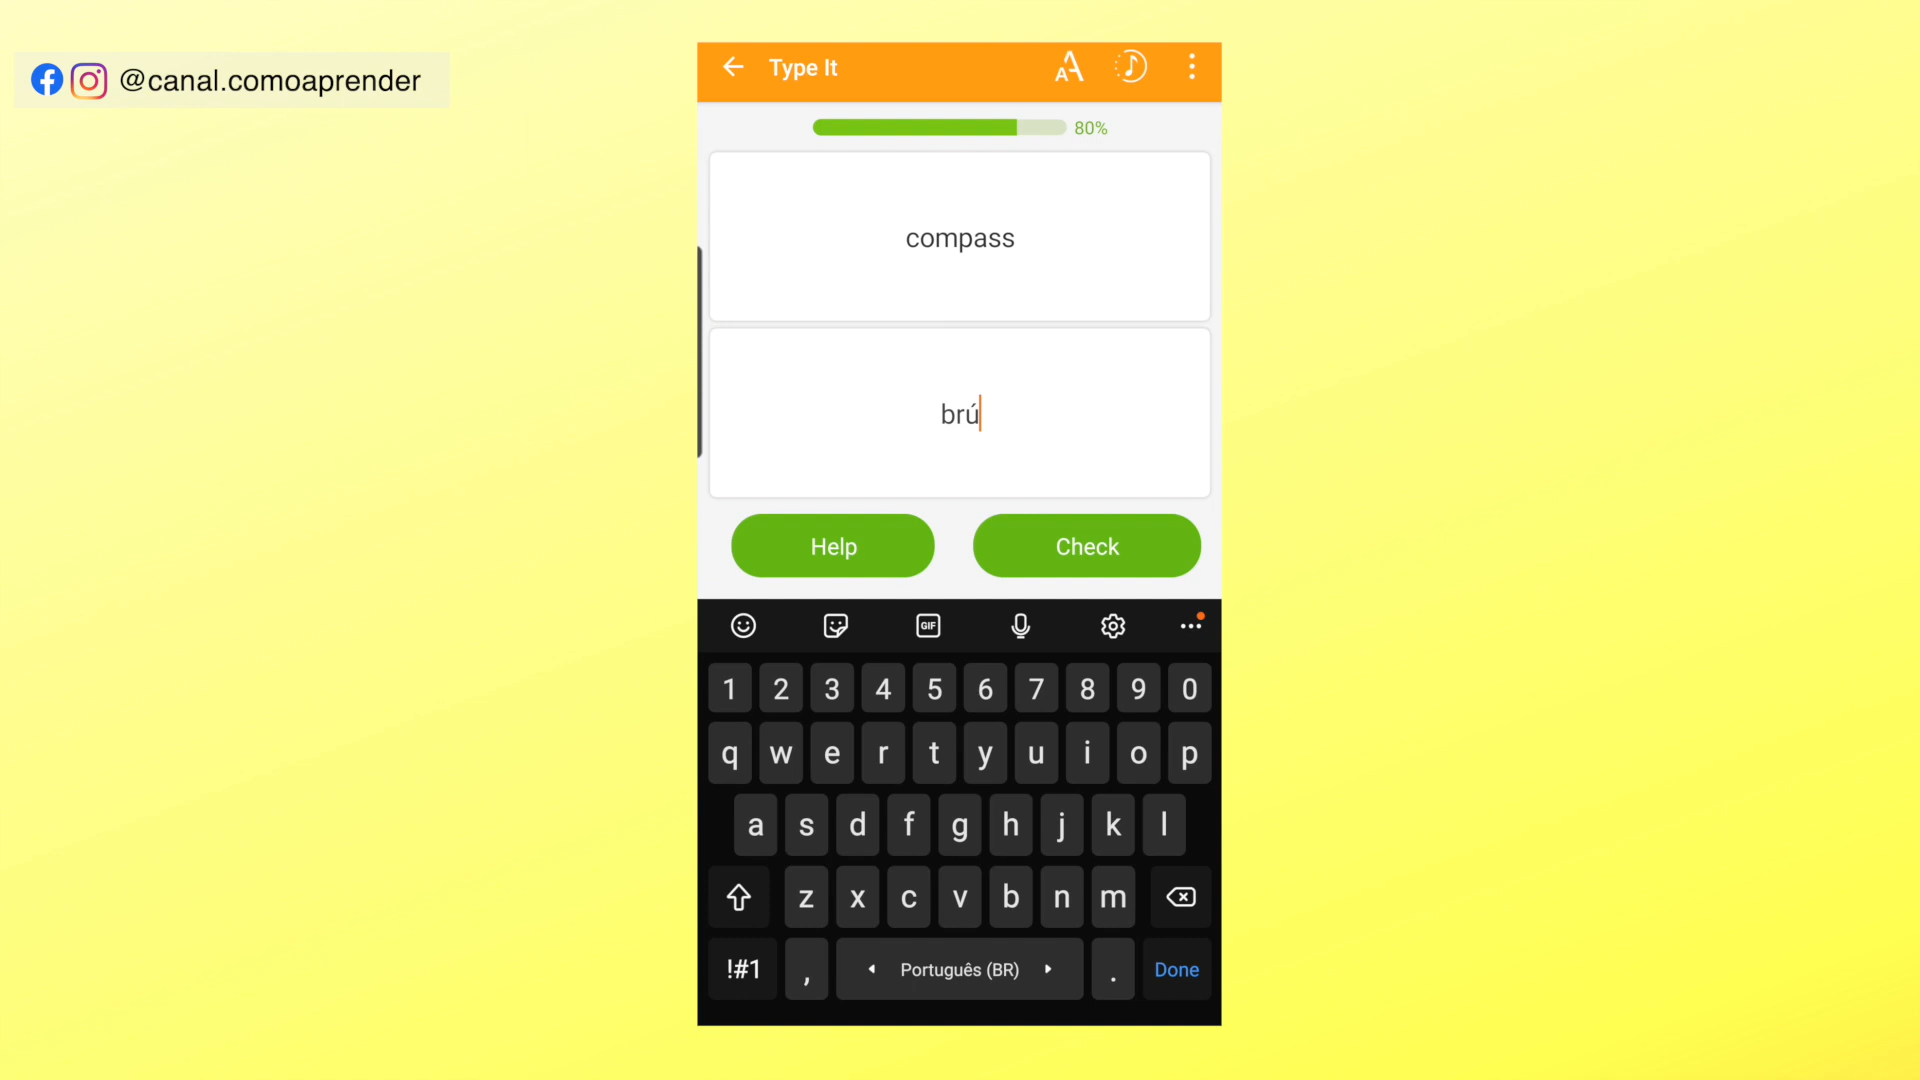 @canal.comoaprender
Type It
80%
compass
brú
Help Check
GIF
1 2 3 4 5 6 7 8 9 0
q w e r t y u i o p
a s d f g h j k l
z x c v b n m
!#1 , Português (BR) . Done